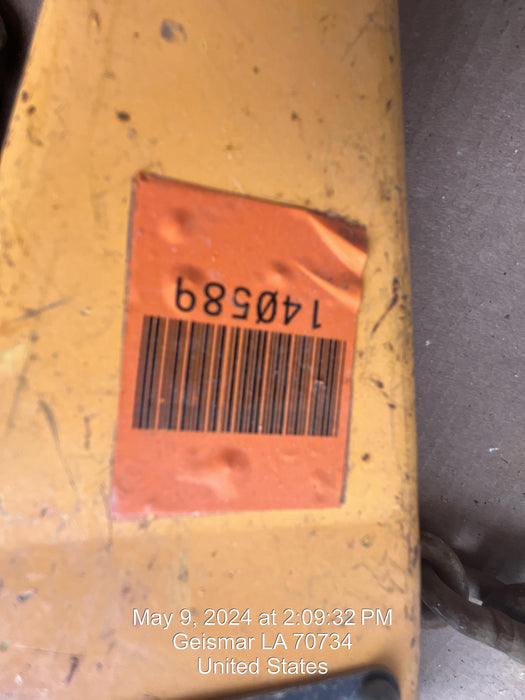 140589
May 9, 2024 at 2:09:32 PM
Geismar LA 70734
United States